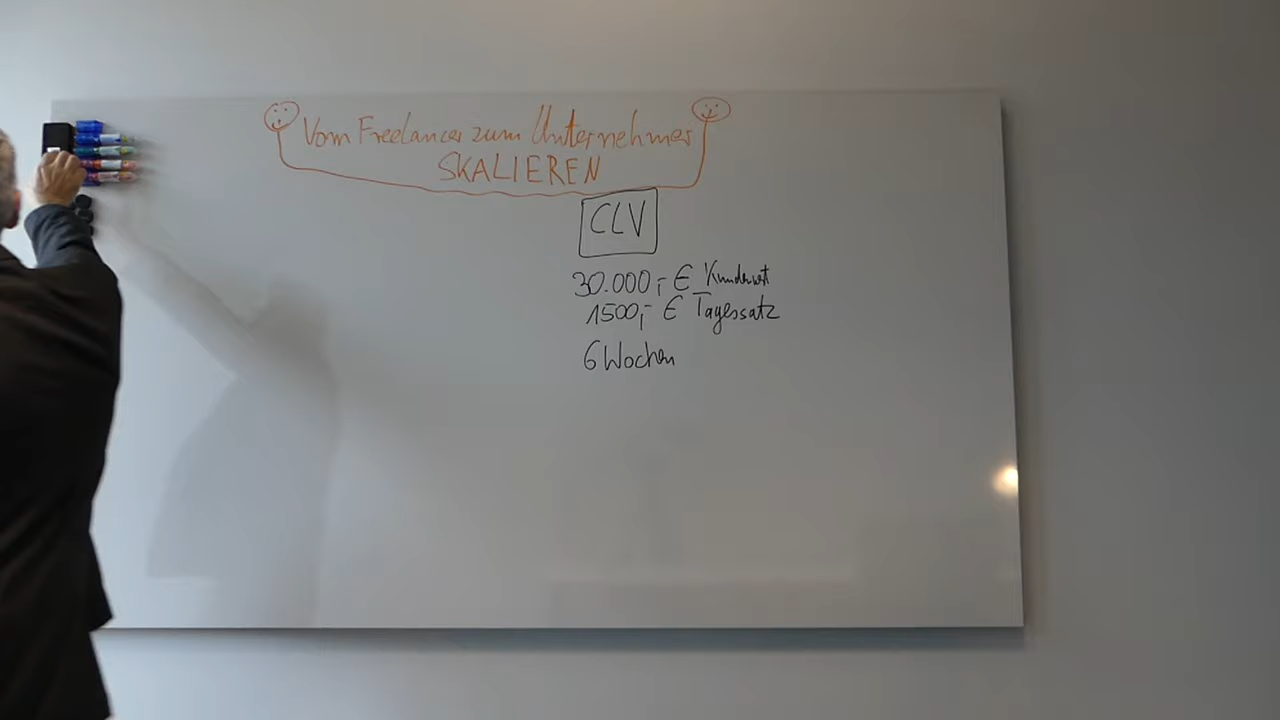 Vom Freelancer zum Unternehmer
SKALIEREN
CLV
30.000,- € Kundenwert
1500,- € Tagessatz
6 Wochen